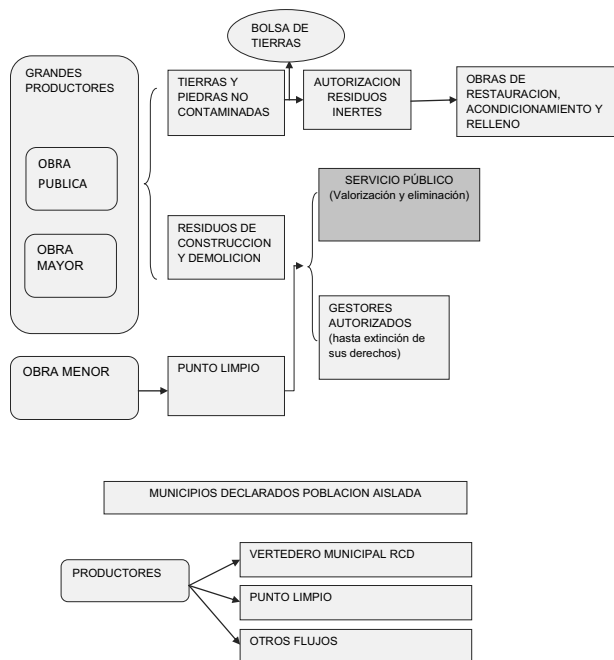 BOLSA DE
TIERRAS
GRANDES
PRODUCTORES
OBRA
PUBLICA
OBRA
MAYOR
TIERRAS Y
PIEDRAS NO
CONTAMINADAS
AUTORIZACION
RESIDUOS
INERTES
OBRAS DE
RESTAURACION,
ACONDICIONAMIENTO Y
RELLENO
SERVICIO PÚBLICO
(Valorización y eliminación)
RESIDUOS DE
CONSTRUCCION
Y DEMOLICION
GESTORES
AUTORIZADOS
(hasta extinción de
sus derechos)
OBRA MENOR
PUNTO LIMPIO
MUNICIPIOS DECLARADOS POBLACION AISLADA
PRODUCTORES
VERTEDERO MUNICIPAL RCD
PUNTO LIMPIO
OTROS FLUJOS